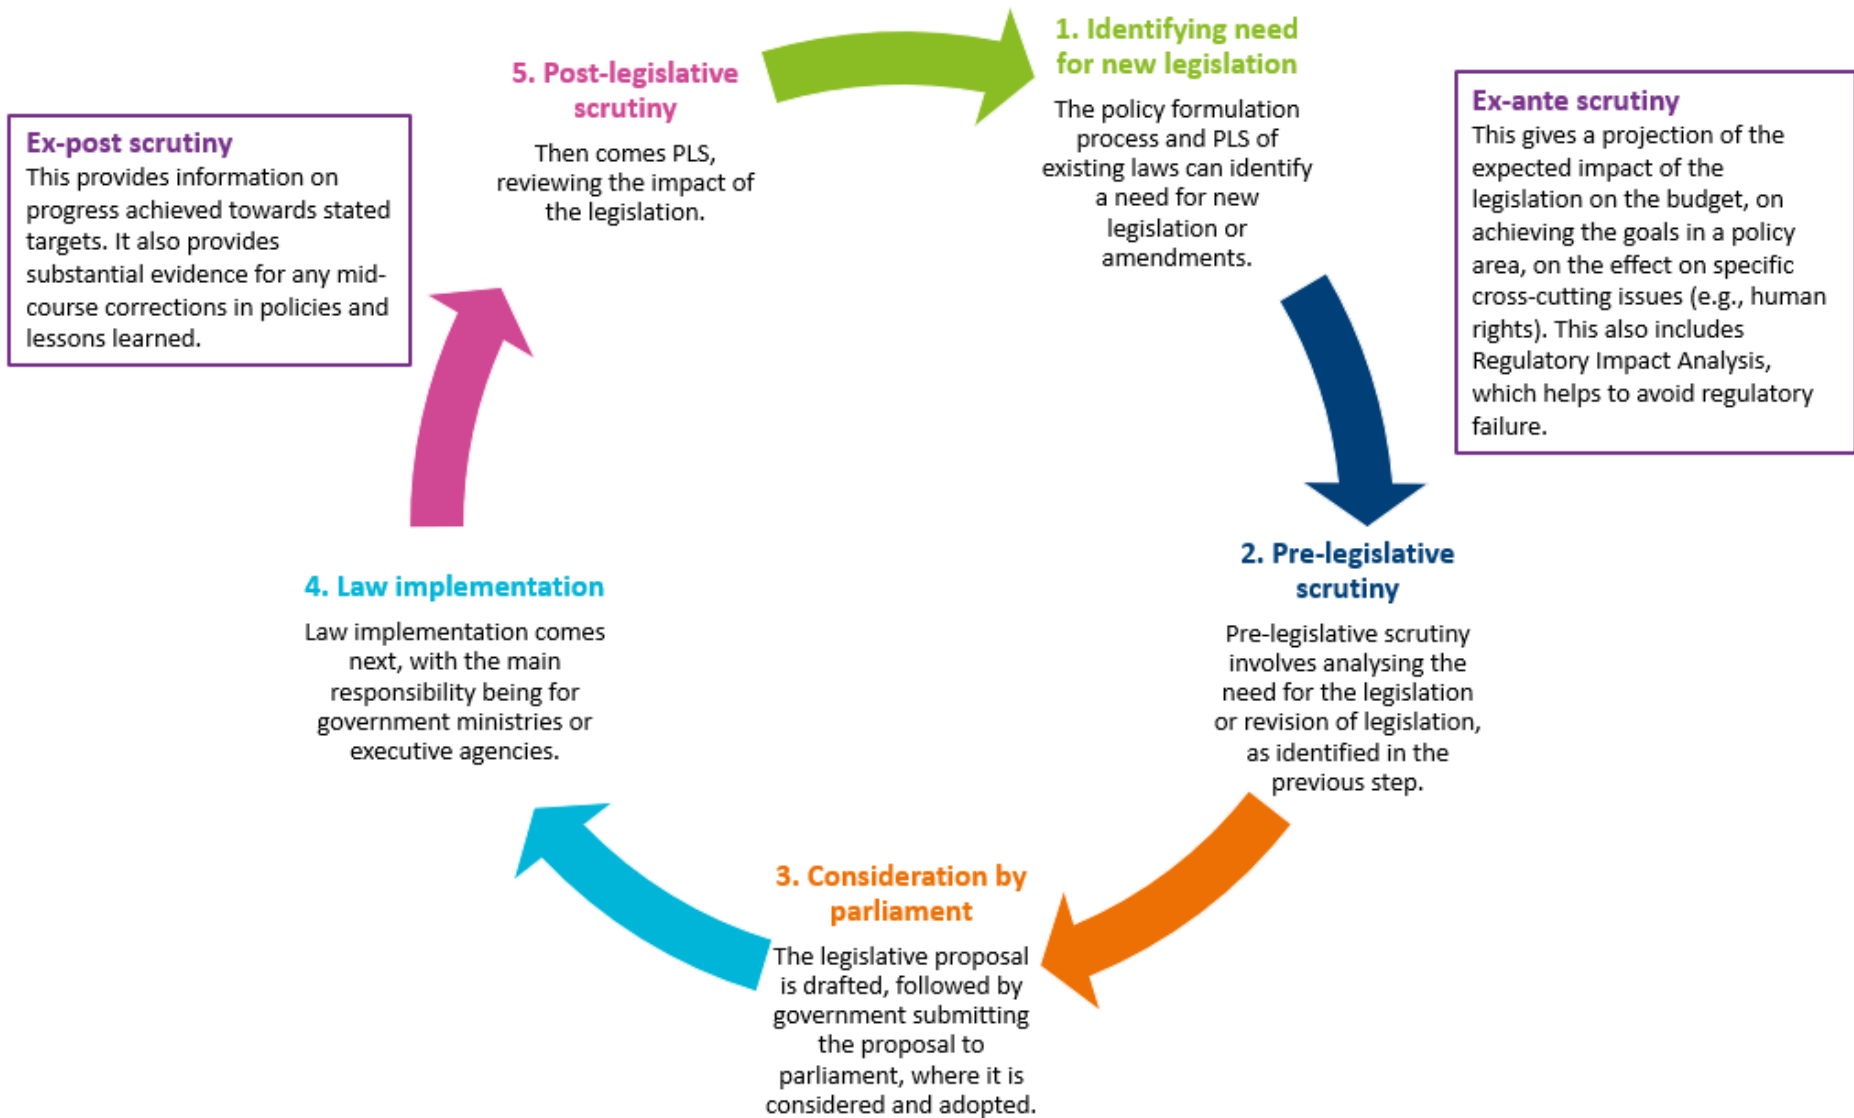 1. Identifying need
for new legislation
The policy formulation
process and PLS of
existing laws can identify
a need for new
legislation or
amendments.
Ex-ante scrutiny
This gives a projection of the
expected impact of the
legislation on the budget, on
achieving the goals in a policy
area, on the effect on specific
cross-cutting issues (e.g., human
rights). This also includes
Regulatory Impact Analysis,
which helps to avoid regulatory
failure.
2. Pre-legislative
scrutiny
Pre-legislative scrutiny
involves analysing the
need for the legislation
or revision of legislation,
as identified in the
previous step.
3. Consideration by
parliament
The legislative proposal
is drafted, followed by
government submitting
the proposal to
parliament, where it is
considered and adopted.
4. Law implementation
Law implementation comes
next, with the main
responsibility being for
government ministries or
executive agencies.
5. Post-legislative
scrutiny
Then comes PLS,
reviewing the impact of
the legislation.
Ex-post scrutiny
This provides information on
progress achieved towards stated
targets. It also provides
substantial evidence for any mid-
course corrections in policies and
lessons learned.